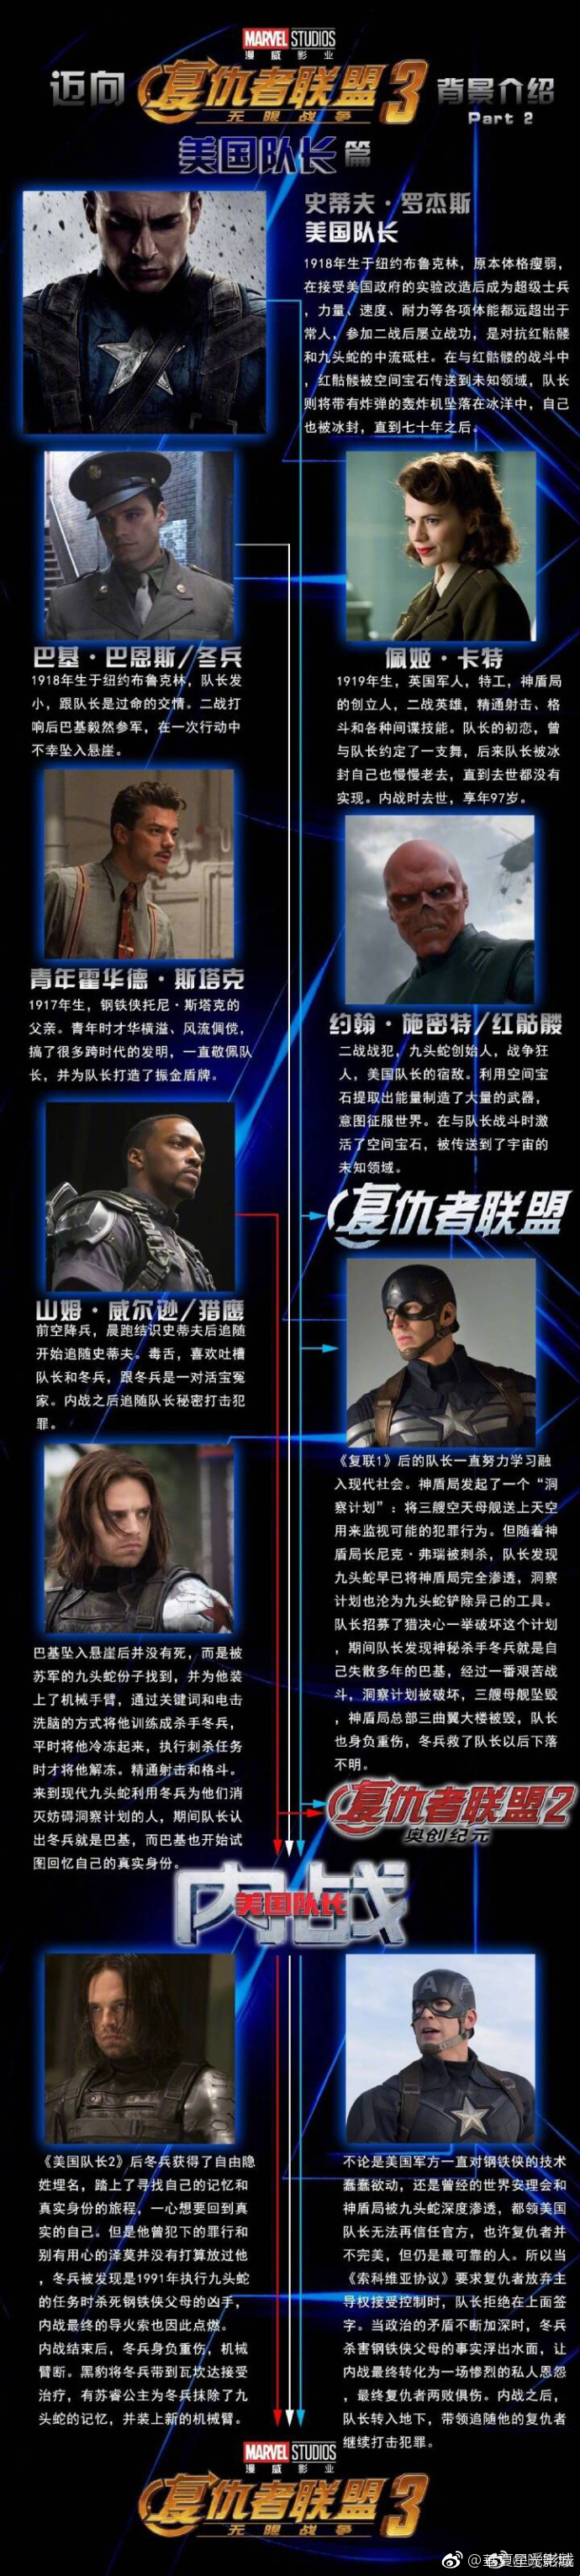 MARVEL STUDIOS
漫威影业
迈向 复仇者联盟3 背景介绍
无限战争
Part 2
美国队长篇
史蒂夫·罗杰斯
美国队长
1918年生于纽约布鲁克林，原本体格瘦弱，
在接受美国政府的实验改造后成为超级士兵
，力量、速度、耐力等各项体能都远超出于
常人，参加二战后屡立战功，是对抗红骷髅
和九头蛇的中流砥柱。在与红骷髅的战斗中
，红骷髅被空间宝石传送到未知领域，队长
则将带有炸弹的轰炸机坠落在冰洋中，自己
也被冰封，直到七十年之后。
巴基·巴恩斯/冬兵
1918年生于纽约布鲁克林，队长发
小，跟队长是过命的交情。二战打
响后巴基毅然参军，在一次行动中
不幸坠入悬崖。
佩姬·卡特
1919年生，英国军人，特工，神盾局
的创立人，二战英雄，精通射击、格
斗和各种间谍技能。队长的初恋，曾
与队长约定了一支舞，后来队长被冰
封自己也慢慢老去，直到去世都没有
实现。内战时去世，享年97岁。
青年霍华德·斯塔克
1917年生，钢铁侠托尼·斯塔克的
父亲。青年时才华横溢、风流倜傥，
搞了很多跨时代的发明，一直敬佩队
长，并为队长打造了振金盾牌。
约翰·施密特/红骷髅
二战战犯，九头蛇创始人，战争狂
人，美国队长的宿敌。利用空间宝
石提取出能量制造了大量的武器，
意图征服世界。在与队长战斗时激
活了空间宝石，被传送到了宇宙的
未知领域。
复仇者联盟
山姆·威尔逊/猎鹰
前空降兵，晨跑结识史蒂夫后追随
开始追随史蒂夫。毒舌，喜欢吐槽
队长和冬兵，跟冬兵是一对活宝冤
家。内战之后追随队长秘密打击犯
罪。
《复联1》后的队长一直努力学习融
入现代社会。神盾局发起了一个“洞
察计划”：将三艘空天母舰送上天空
用来监视可能的犯罪行为。但随着神
盾局长尼克·弗瑞被刺杀，队长发现
九头蛇早已将神盾局完全渗透，洞察
计划也沦为九头蛇铲除异己的工具。
队长招募了猎决心一举破坏这个计划
，期间队长发现神秘杀手冬兵就是自
己失散多年的巴基，经过一番艰苦战
斗，洞察计划被破坏，三艘母舰坠毁
，神盾局总部三曲翼大楼被毁，队长
也身负重伤，冬兵救了队长以后下落
不明。
巴基坠入悬崖后并没有死，而是被
苏军的九头蛇份子找到，并为他装
上了机械手臂，通过关键词和电击
洗脑的方式将他训练成杀手冬兵，
平时将他冷冻起来，执行刺杀任务
时才将他解冻。精通射击和格斗。
来到现代九头蛇利用冬兵为他们消
灭妨碍洞察计划的人，期间队长认
出冬兵就是巴基，而巴基也开始试
图回忆自己的真实身份。
复仇者联盟2
奥创纪元
美国队长
内战
《美国队长2》后冬兵获得了自由隐
姓埋名，踏上了寻找自己的记忆和
真实身份的旅程，一心想要回到真
实的自己。但是他曾犯下的罪行和
别有用心的泽莫并没有打算放过他
，冬兵被发现是1991年执行九头蛇
的任务时杀死钢铁侠父母的凶手，
内战最终的导火索也因此点燃。
内战结束后，冬兵身负重伤，机械
臂断。黑豹将冬兵带到瓦坎达接受
治疗，有苏睿公主为冬兵抹除了九
头蛇的记忆，并装上新的机械臂。
不论是美国军方一直对钢铁侠的技术
蠢蠢欲动，还是曾经的世界安理会和
神盾局被九头蛇深度渗透，都领美国
队长无法再信任官方，也许复仇者并
不完美，但仍是最可靠的人。所以当
《索科维亚协议》要求复仇者放弃主
导权接受控制时，队长拒绝在上面签
字。当政治的矛盾不断加深时，冬兵
杀害钢铁侠父母的事实浮出水面，让
内战最终转化为一场惨烈的私人恩怨
，最终复仇者两败俱伤。内战之后，
队长转入地下，带领追随他的复仇者
继续打击犯罪。
MARVEL STUDIOS
漫威影业
复仇者联盟3
无限战争